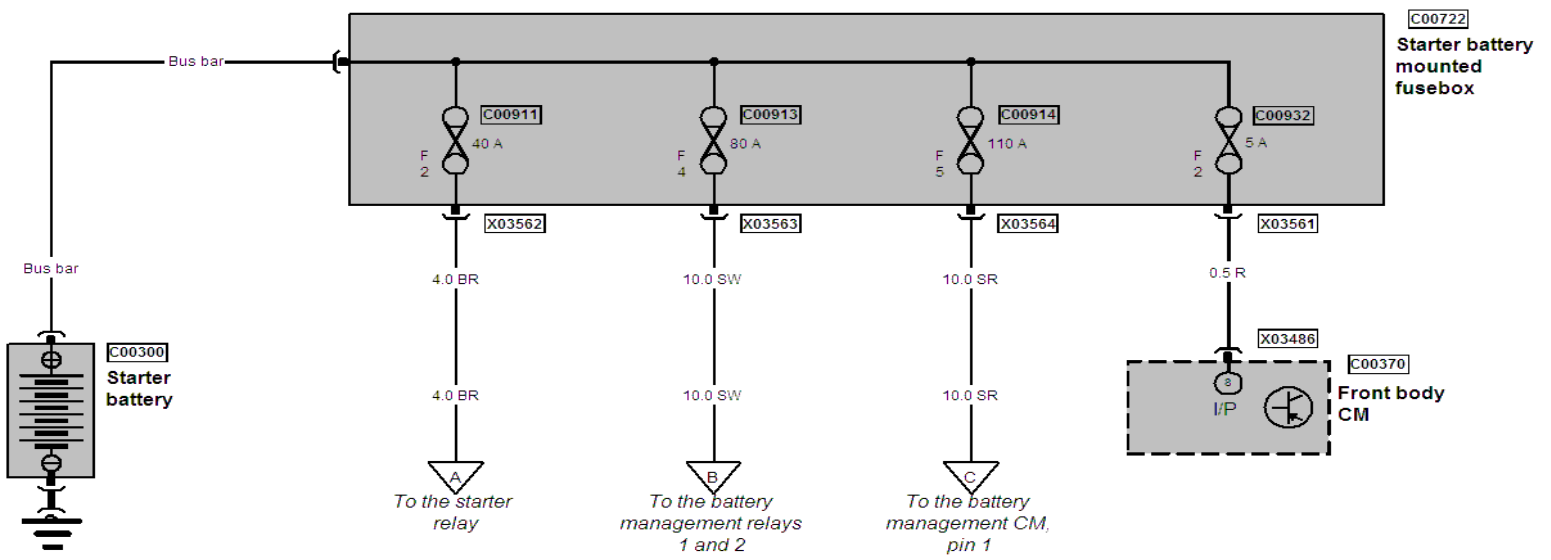 C00722
Starter battery
mounted
fusebox
Bus bar
C00911
40 A
F
2
C00913
80 A
F
4
C00914
110 A
F
5
C00932
5 A
F
2
X03562
X03563
X03564
X03561
Bus bar
4.0 BR
10.0 SW
10.0 SR
0.5 R
X03486
C00300
Starter
battery
C00370
Front body
CM
8
I/P
4.0 BR
10.0 SW
10.0 SR
A
B
C
To the starter
relay
To the battery
management relays
1 and 2
To the battery
management CM,
pin 1